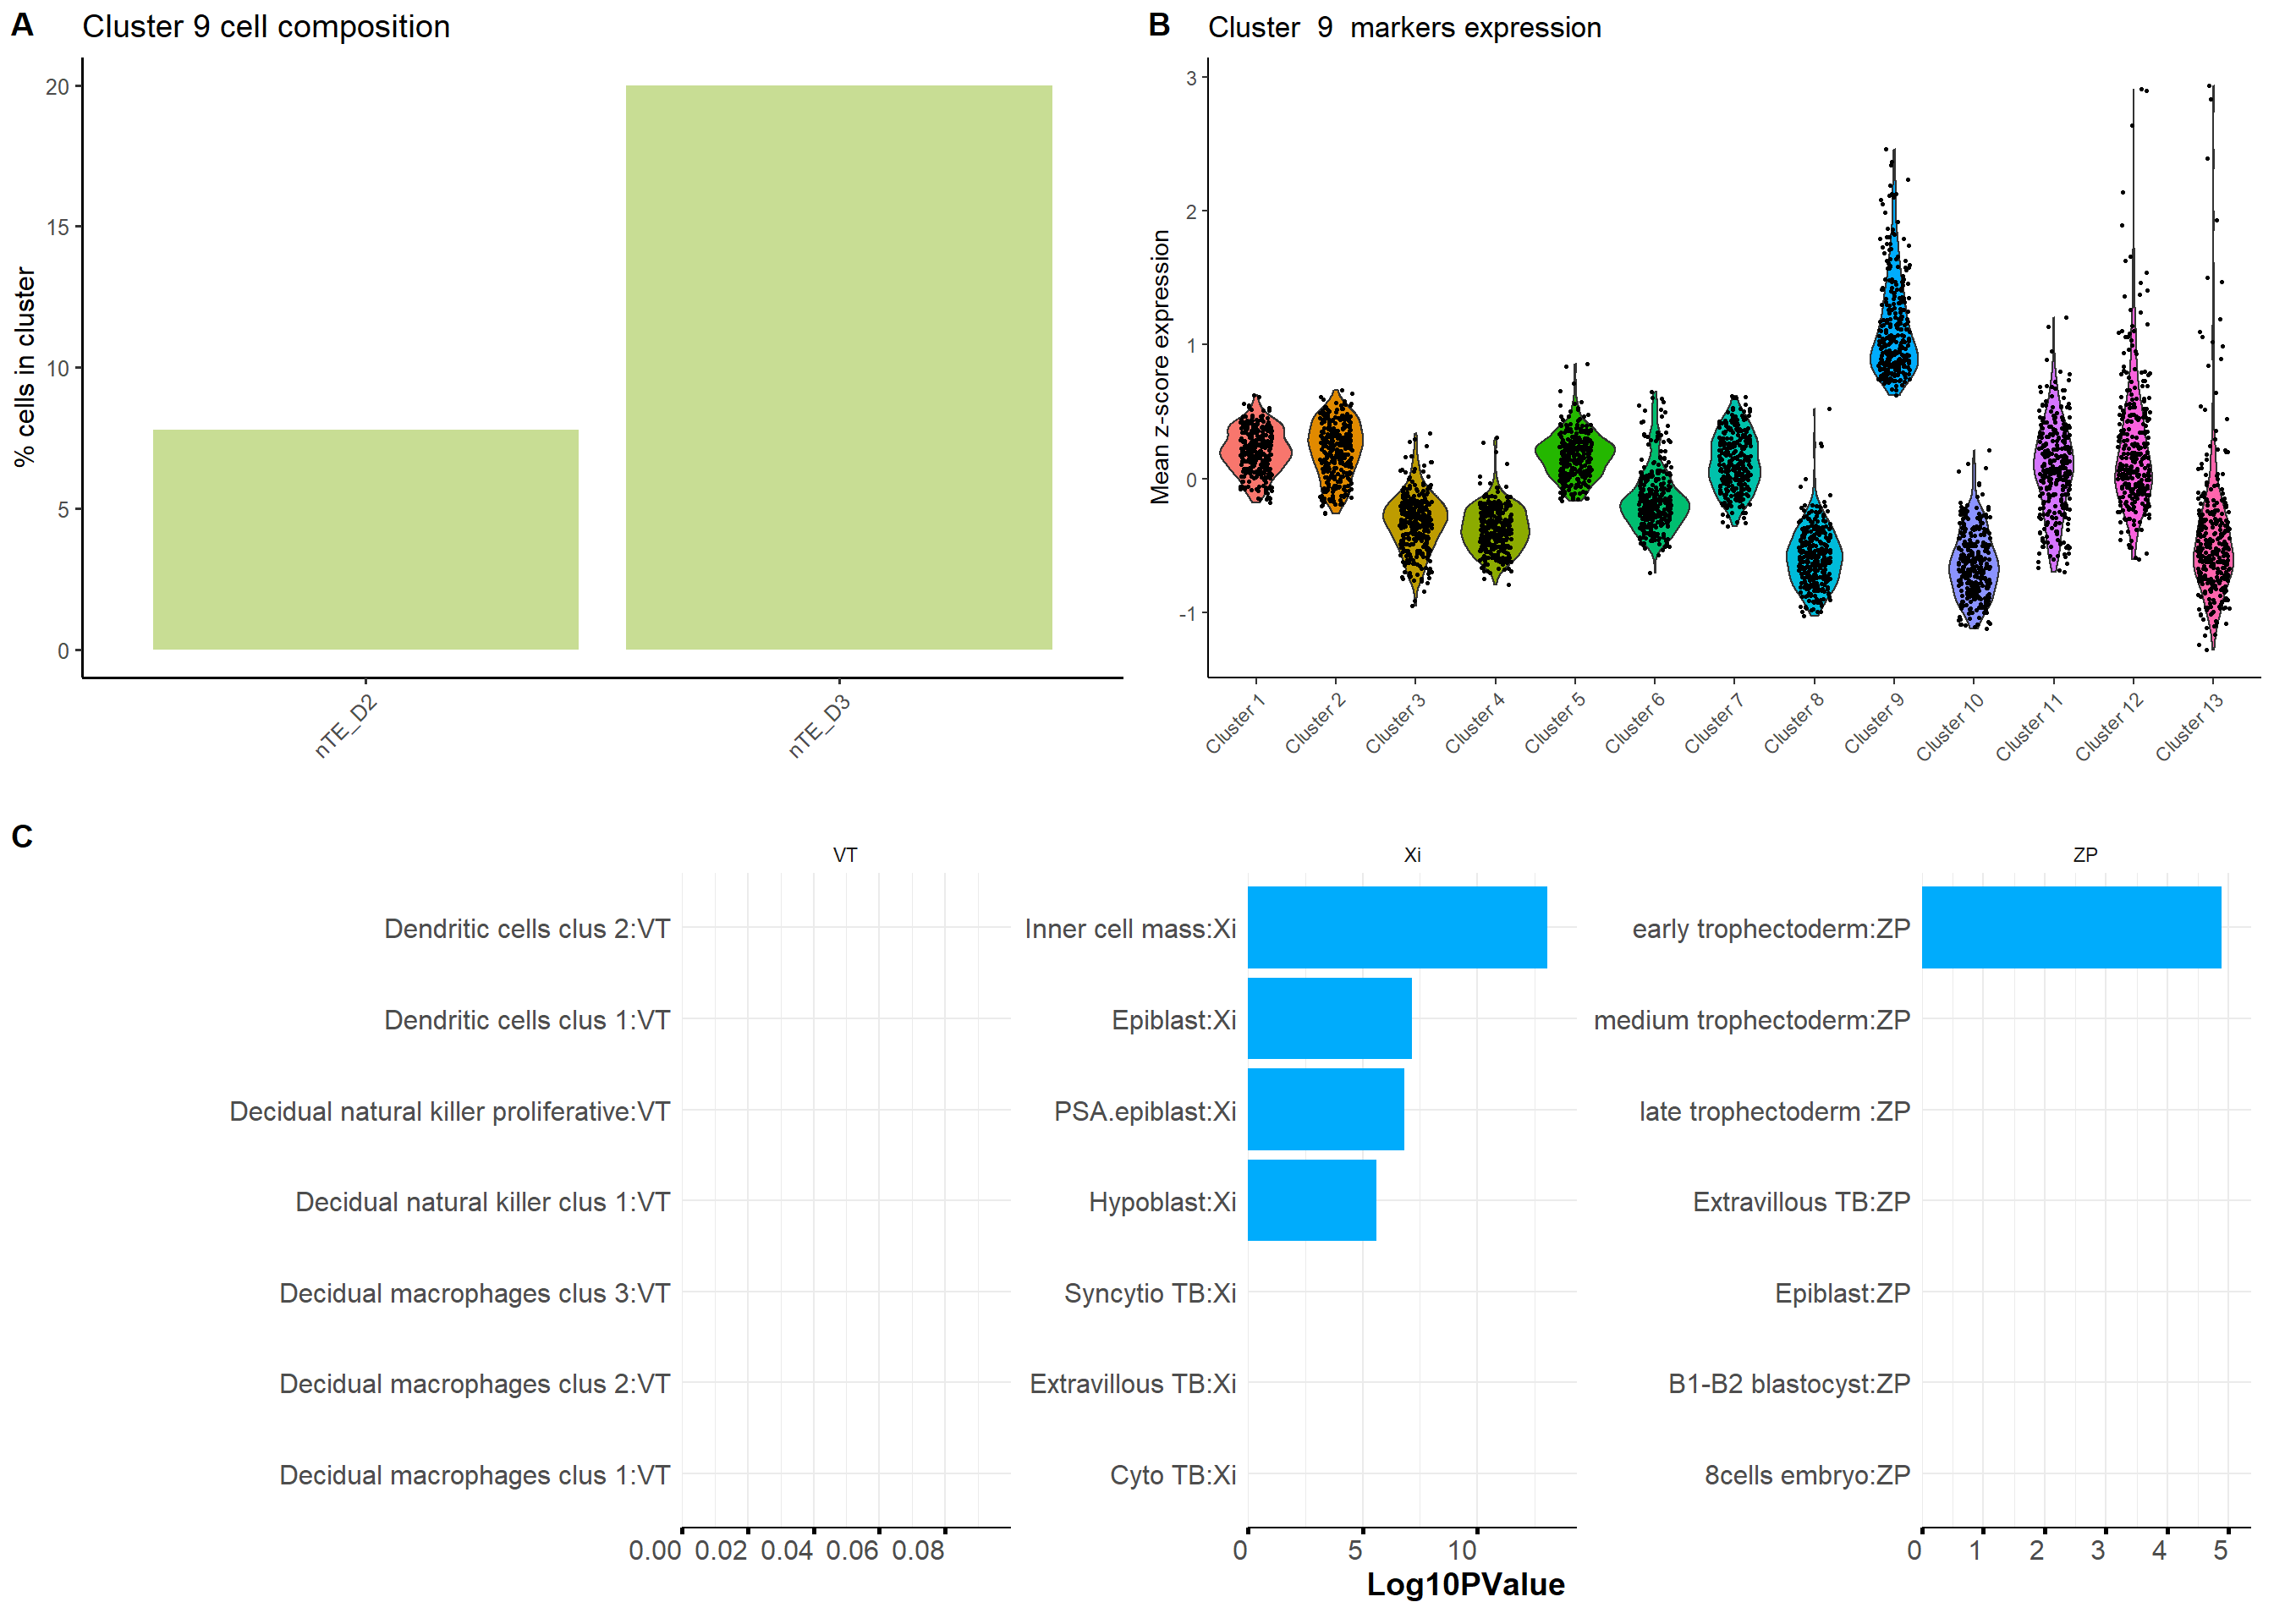 A
Cluster 9 cell composition
20
15
10
5
0
% cells in cluster
nTE_D2
nTE_D3
B
Cluster  9  markers expression
3
2
1
0
-1
Mean z-score expression
Cluster 1
Cluster 2
Cluster 3
Cluster 4
Cluster 5
Cluster 6
Cluster 7
Cluster 8
Cluster 9
Cluster 10
Cluster 11
Cluster 12
Cluster 13
C
VT
Dendritic cells clus 2:VT
Dendritic cells clus 1:VT
Decidual natural killer proliferative:VT
Decidual natural killer clus 1:VT
Decidual macrophages clus 3:VT
Decidual macrophages clus 2:VT
Decidual macrophages clus 1:VT
0.00 0.02 0.04 0.06 0.08
Xi
Inner cell mass:Xi
Epiblast:Xi
PSA.epiblast:Xi
Hypoblast:Xi
Syncytio TB:Xi
Extravillous TB:Xi
Cyto TB:Xi
0 5 10
ZP
early trophectoderm:ZP
medium trophectoderm:ZP
late trophectoderm :ZP
Extravillous TB:ZP
Epiblast:ZP
B1-B2 blastocyst:ZP
8cells embryo:ZP
0 1 2 3 4 5
Log10PValue